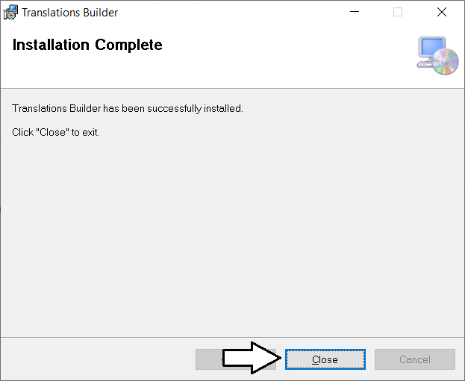 Translations Builder
Installation Complete
Translations Builder has been successfully installed.
Click "Close" to exit.
Close
Cancel